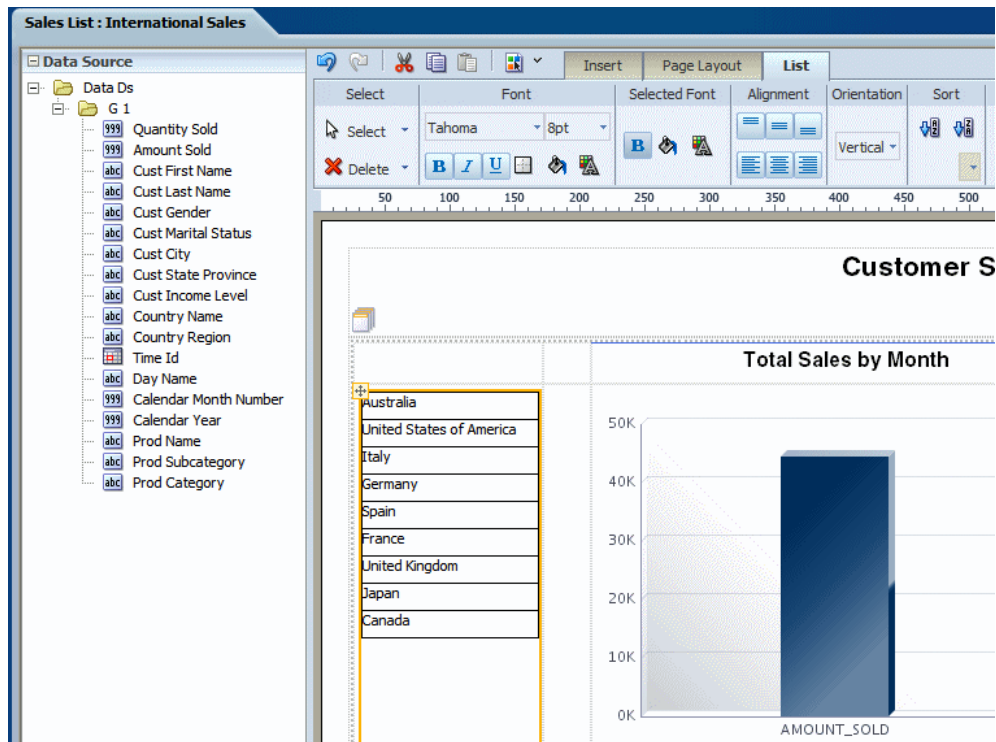 Sales List : International Sales
Data Source
Data Ds
G 1
999 Quantity Sold
999 Amount Sold
abc Cust First Name
abc Cust Last Name
abc Cust Gender
abc Cust Marital Status
abc Cust City
abc Cust State Province
abc Cust Income Level
abc Country Name
abc Country Region
Time Id
abc Day Name
999 Calendar Month Number
999 Calendar Year
abc Prod Name
abc Prod Subcategory
abc Prod Category
Insert Page Layout List
Select Font Selected Font Alignment Orientation Sort
Select Tahoma 8pt B Vertical A Z A Z
Delete B I U
50 100 150 200 250 300 350 400 450 500
Customer S
Total Sales by Month
Australia
United States of America
Italy
Germany
Spain
France
United Kingdom
Japan
Canada
50K
40K
30K
20K
10K
0K
AMOUNT_SOLD